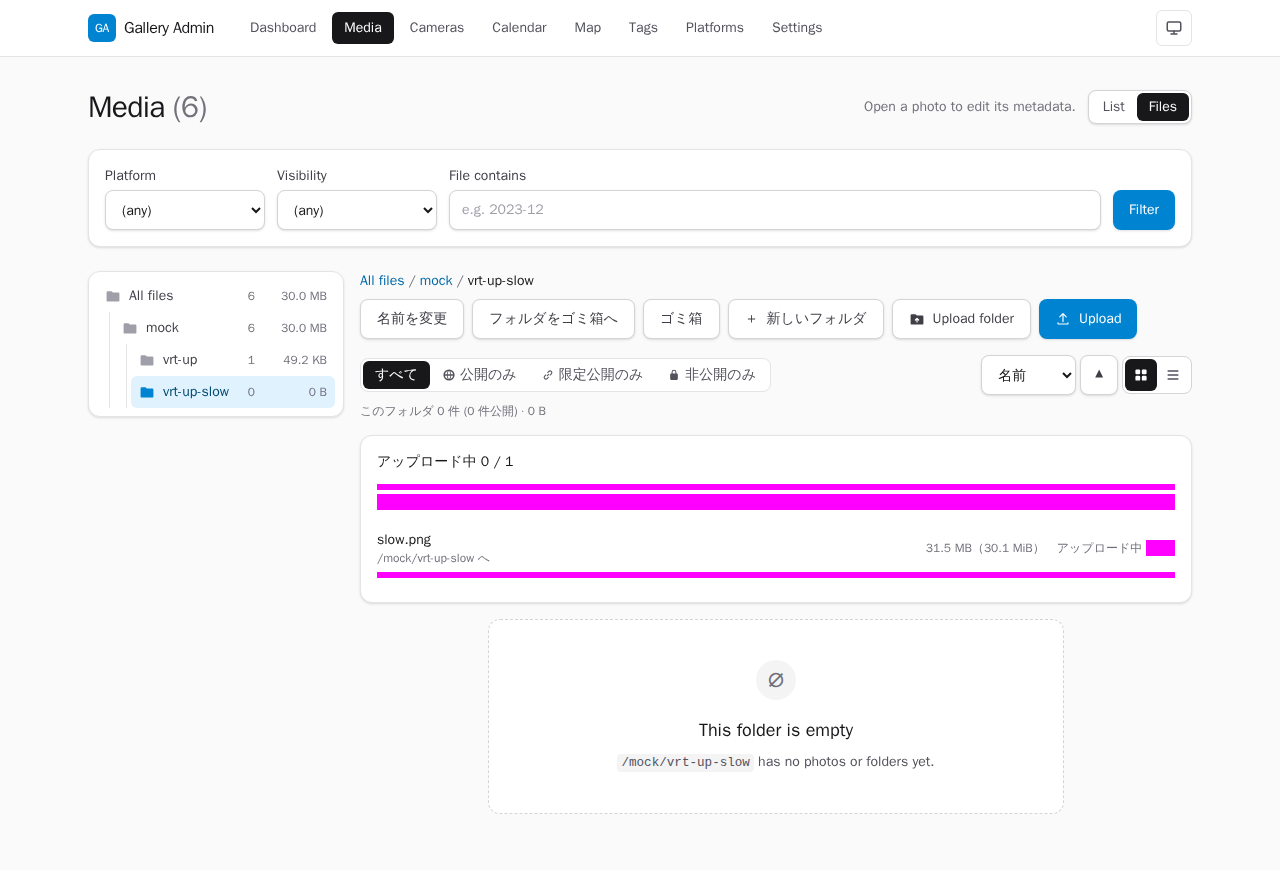 GA Gallery Admin Dashboard Media Cameras Calendar Map Tags Platforms Settings
Media (6)
Open a photo to edit its metadata. List Files
Platform Visibility File contains
(any) (any) e.g. 2023-12 Filter
All files 6 30.0 MB
mock 6 30.0 MB
vrt-up 1 49.2 KB
vrt-up-slow 0 0 B
All files / mock / vrt-up-slow
名前を変更 フォルダをゴミ箱へ ゴミ箱 + 新しいフォルダ Upload folder Upload
すべて 公開のみ 限定公開のみ 非公開のみ 名前 ▲
このフォルダ 0 件 (0 件公開) · 0 B
アップロード中 0 / 1
slow.png
/mock/vrt-up-slow へ
31.5 MB（30.1 MiB） アップロード中
This folder is empty
/mock/vrt-up-slow has no photos or folders yet.